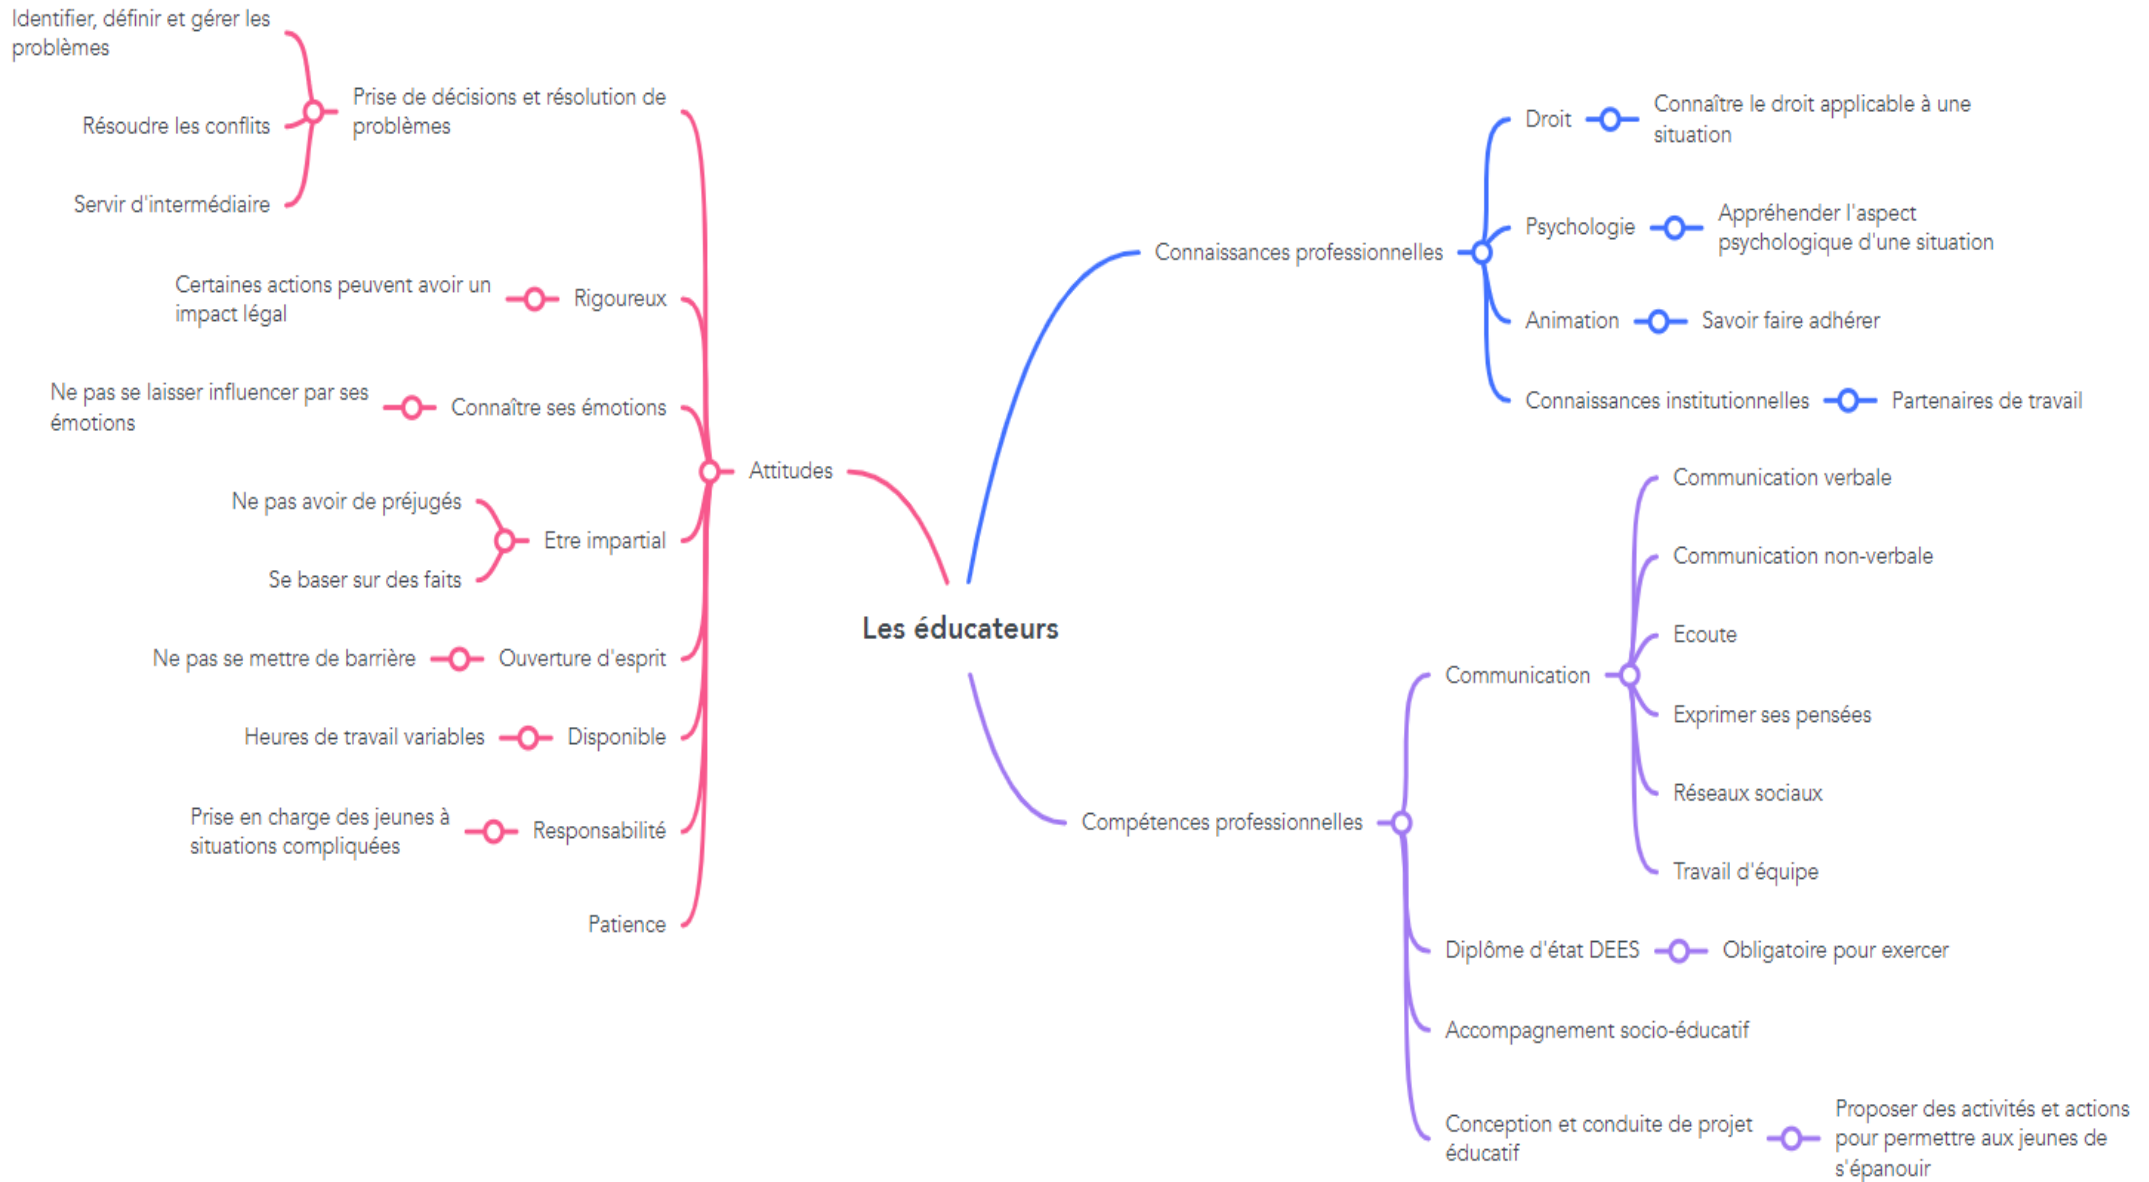 Identifier, définir et gérer les
problèmes
Résoudre les conflits
Servir d'intermédiaire
Prise de décisions et résolution de
problèmes
Certaines actions peuvent avoir un
impact légal
Rigoureux
Ne pas se laisser influencer par ses
émotions
Connaître ses émotions
Ne pas avoir de préjugés
Se baser sur des faits
Etre impartial
Ne pas se mettre de barrière
Ouverture d'esprit
Heures de travail variables
Disponible
Prise en charge des jeunes à
situations compliquées
Responsabilité
Patience
Attitudes
Les éducateurs
Connaissances professionnelles
Droit
Connaître le droit applicable à une
situation
Psychologie
Appréhender l'aspect
psychologique d'une situation
Animation
Savoir faire adhérer
Connaissances institutionnelles
Partenaires de travail
Compétences professionnelles
Communication
Communication verbale
Communication non-verbale
Ecoute
Exprimer ses pensées
Réseaux sociaux
Travail d'équipe
Diplôme d'état DEES
Obligatoire pour exercer
Accompagnement socio-éducatif
Conception et conduite de projet
éducatif
Proposer des activités et actions
pour permettre aux jeunes de
s'épanouir